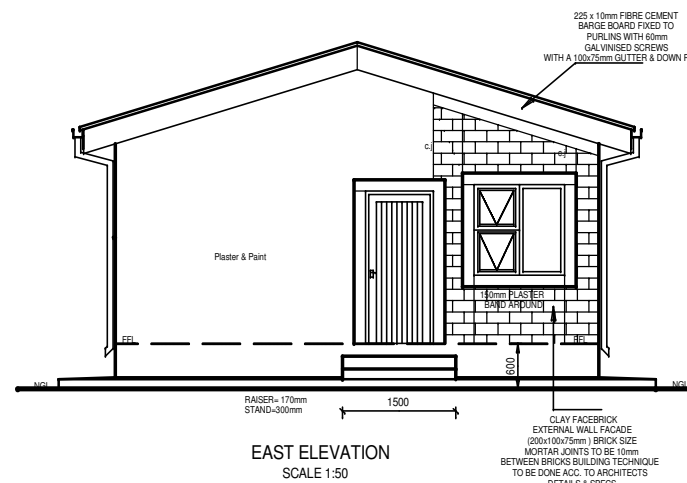 225 x 10mm FIBRE CEMENT
BARGE BOARD FIXED TO
PURLINS WITH 60mm
GALVINISED SCREWS
WITH A 100x75mm GUTTER & DOWN
c.j
c.j
Plaster & Paint
150mm PLASTER
BAND AROUND
FFL
FFL
600
NGL
NGL
RAISER= 170mm
STAND=300mm
1500
CLAY FACEBRICK
EXTERNAL WALL FACADE
(200x100x75mm ) BRICK SIZE
MORTAR JOINTS TO BE 10mm
BETWEEN BRICKS BUILDING TECHNIQUE
TO BE DONE ACC. TO ARCHITECTS
DETAILS & SPECS
EAST ELEVATION
SCALE 1:50